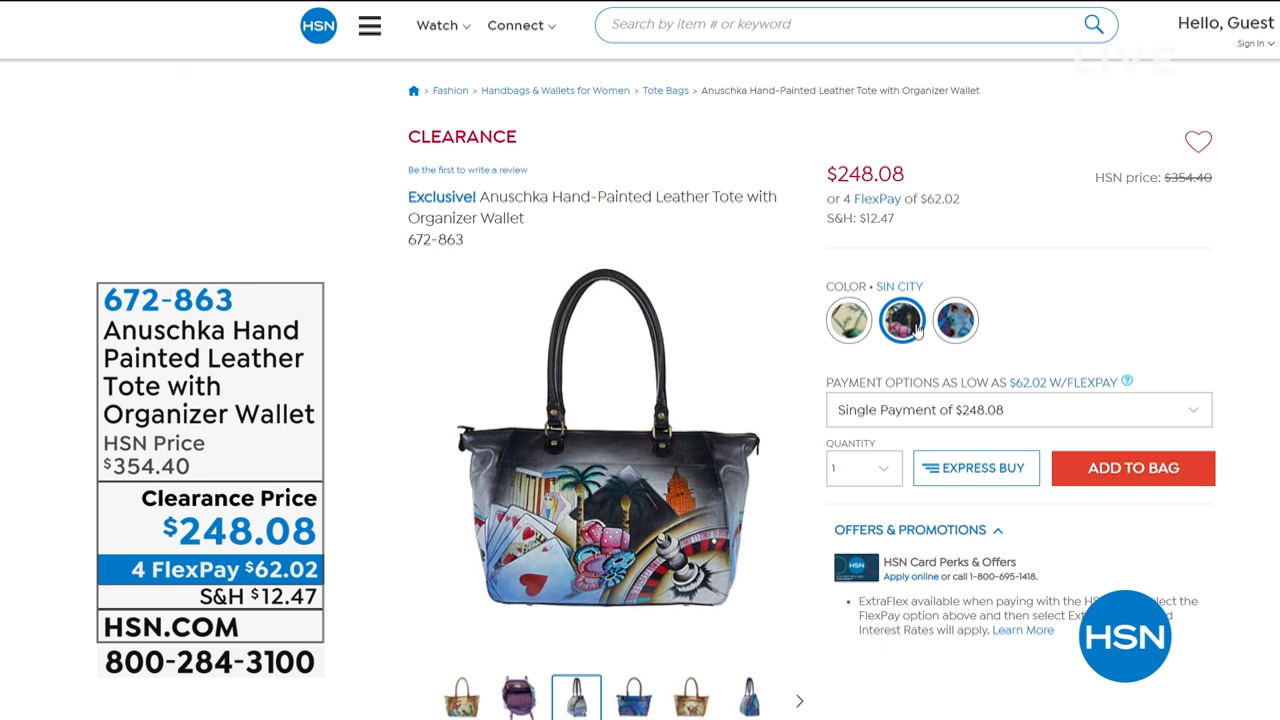 HSN
Watch
Connect
Search by item # or keyword
Hello, Guest
Sign In
LIVE
> Fashion > Handbags & Wallets for Women > Tote Bags > Anuschka Hand-Painted Leather Tote with Organizer Wallet
CLEARANCE
Be the first to write a review
Exclusive! Anuschka Hand-Painted Leather Tote with
Organizer Wallet
672-863
$248.08
HSN price: $354.40
or 4 FlexPay of $62.02
S&H: $12.47
COLOR • SIN CITY
PAYMENT OPTIONS AS LOW AS $62.02 W/FLEXPAY ?
Single Payment of $248.08
QUANTITY
1
EXPRESS BUY
ADD TO BAG
OFFERS & PROMOTIONS
HSN
HSN Card Perks & Offers
Apply online or call 1-800-695-1418.
• ExtraFlex available when paying with the
FlexPay option above and then select
Interest Rates will apply. Learn More
HSN
672-863
Anuschka Hand
Painted Leather
Tote with
Organizer Wallet
HSN Price
$354.40
Clearance Price
$248.08
4 FlexPay $62.02
S&H $12.47
HSN.COM
800-284-3100